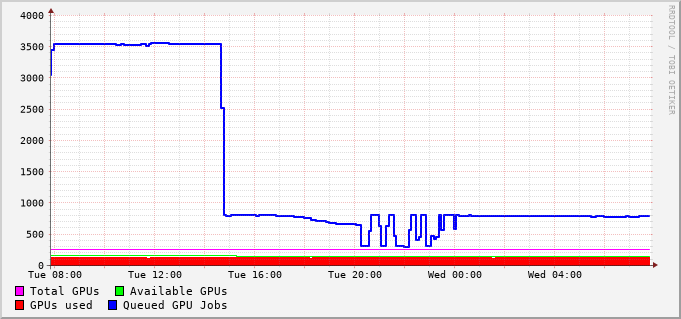 4000
3500
3000
2500
2000
1500
1000
500
0
Tue 08:00 Tue 12:00 Tue 16:00 Tue 20:00 Wed 00:00 Wed 04:00
Total GPUs Available GPUs
GPUs used Queued GPU Jobs
RRDTOOL / TOBI OETIKER